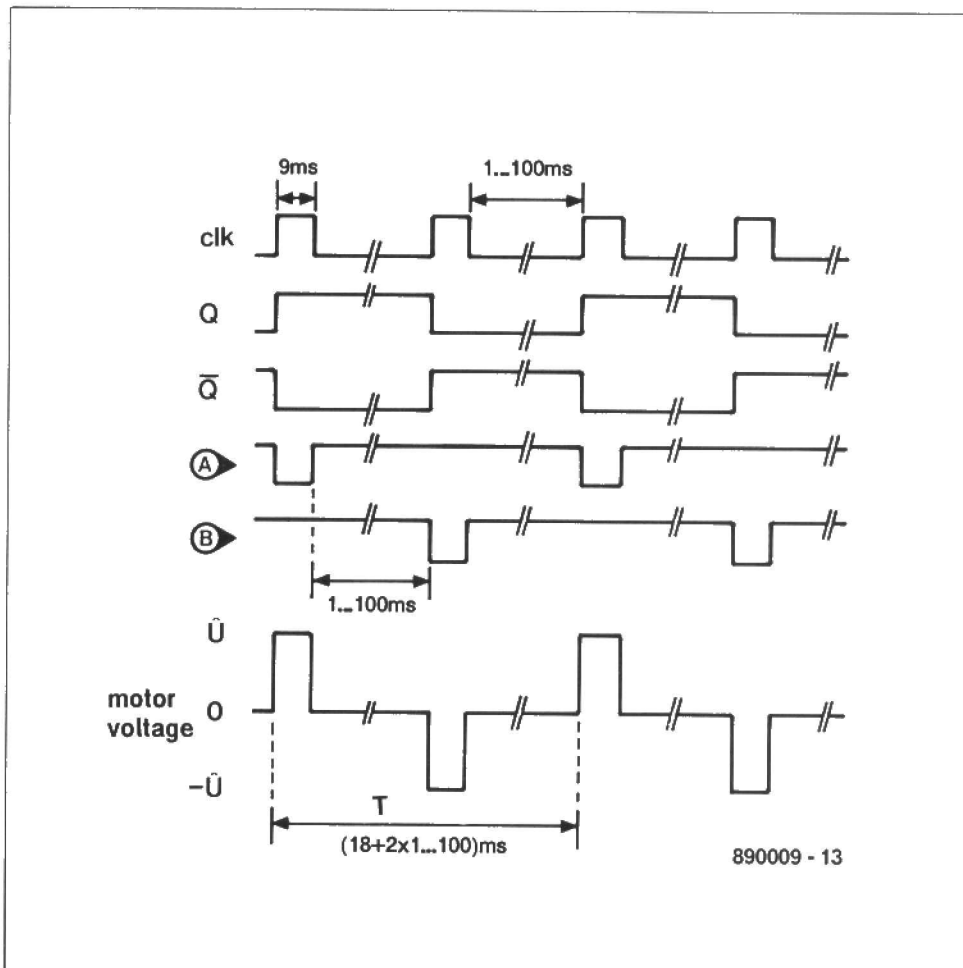 9ms
1...100ms
clk
Q
Q̅
A
B
1...100ms
Û
motor
voltage
0
-Û
T
(18+2x1...100)ms
890009 - 13